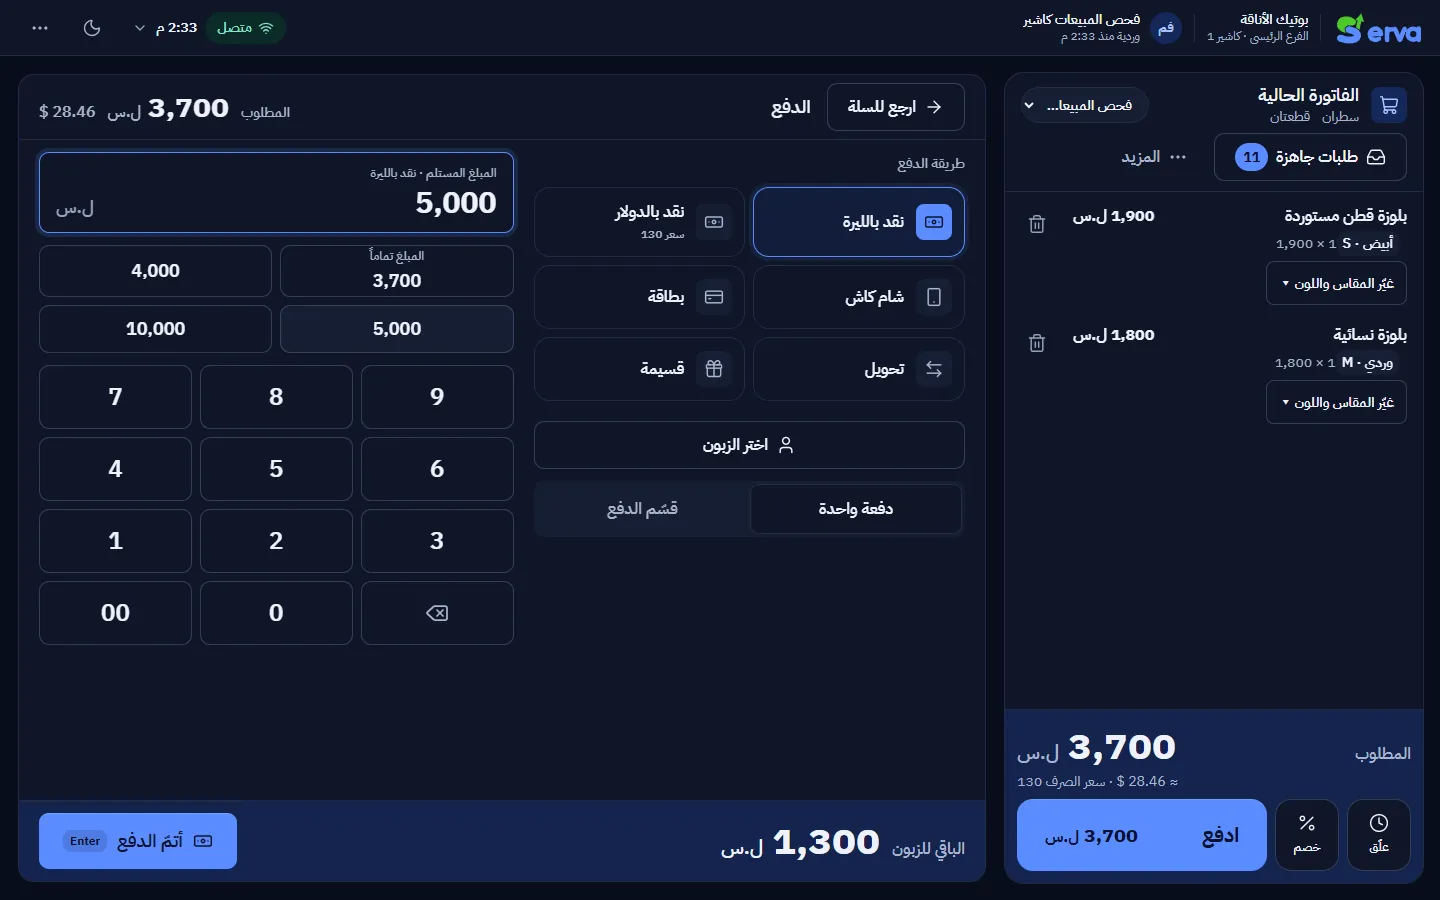 Serva
بوتيك الأناقة
الفرع الرئيسي · كاشير 1
فم
فحص المبيعات كاشير
وردية منذ 2:33 م
متصل
2:33 م
الفاتورة الحالية
سطران قطعتان
فحص المبيعا...
طلبات جاهزة 11
المزيد
بلوزة قطن مستوردة
1,900 ل.س
أبيض · S 1 × 1,900
غيّر المقاس واللون
بلوزة نسائية
1,800 ل.س
وردي · M 1 × 1,800
غيّر المقاس واللون
المطلوب
3,700 ل.س
≈ 28.46 $ · سعر الصرف 130
علّق
خصم
ادفع 3,700 ل.س
ارجع للسلة
الدفع
المطلوب 3,700 ل.س 28.46 $
طريقة الدفع
نقد بالليرة
نقد بالدولار
سعر 130
شام كاش
بطاقة
تحويل
قسيمة
اختر الزبون
دفعة واحدة
قسّم الدفع
المبلغ المستلم · نقد بالليرة
5,000 ل.س
المبلغ تماماً
3,700
4,000
5,000
10,000
7 8 9
4 5 6
1 2 3
00 0
الباقي للزبون 1,300 ل.س
أتمّ الدفع Enter